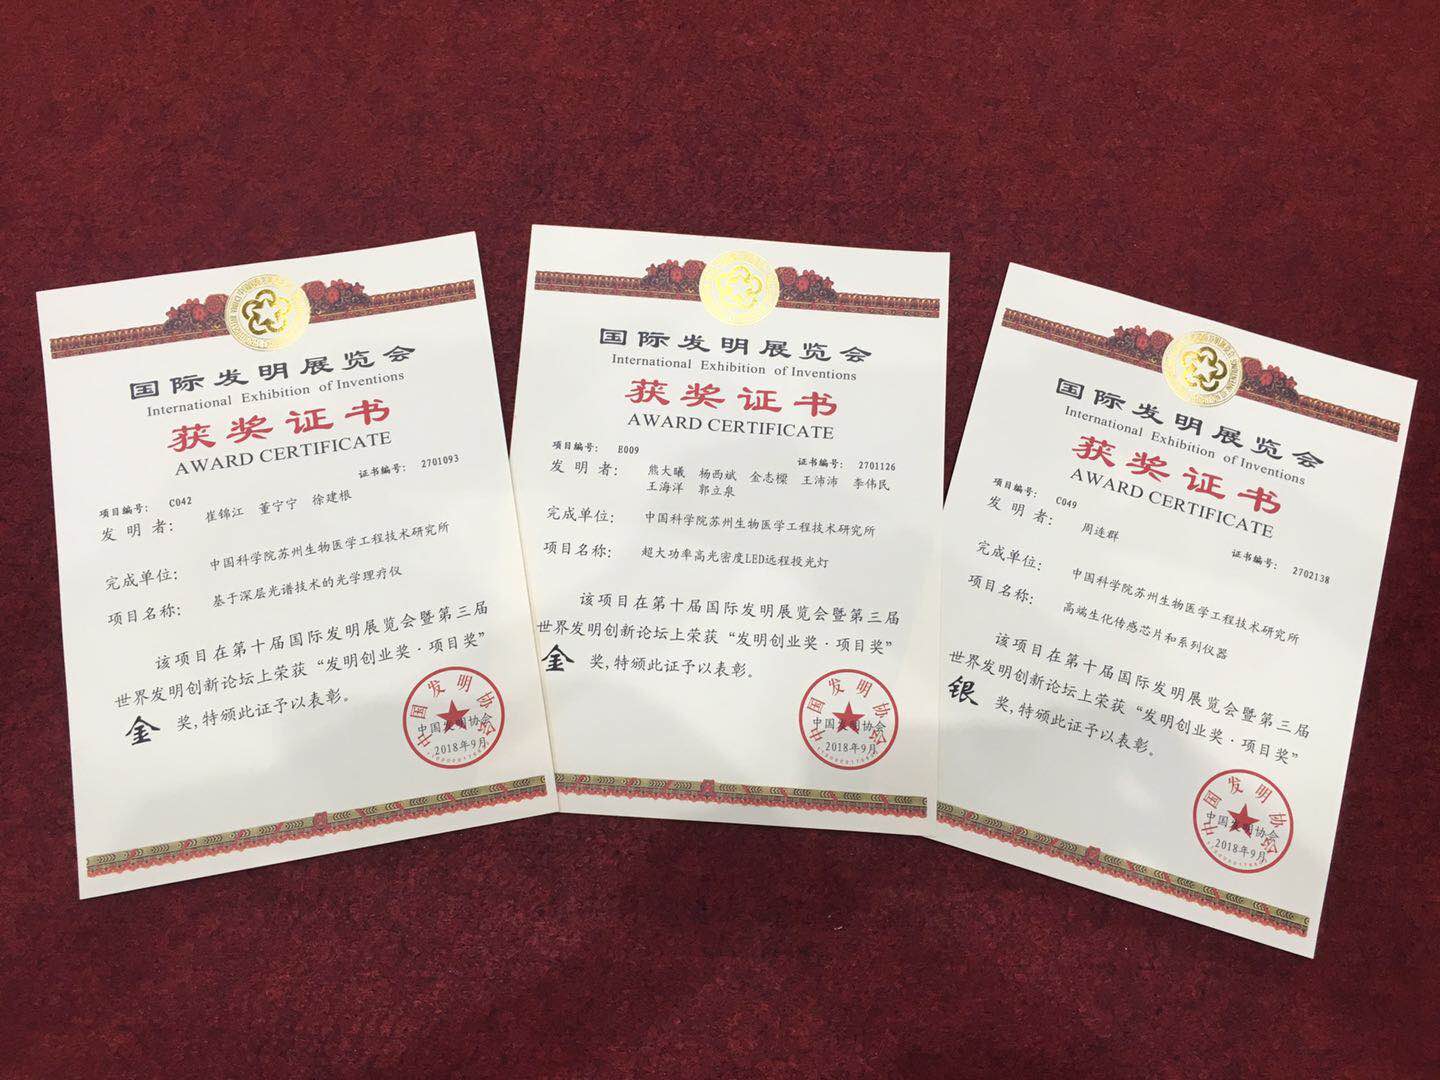 国际发明展览会
International Exhibition of Inventions
获奖证书
AWARD CERTIFICATE
证书编号： 2701093
项目编号： C042
发明者： 崔锦江 董宁宁 徐建根
完成单位： 中国科学院苏州生物医学工程技术研究所
项目名称： 基于深层光谱技术的光学理疗仪
该项目在第十届国际发明展览会暨第三届
世界发明创新论坛上荣获“发明创业奖·项目奖”
金 奖,特颁此证予以表彰。
中国发明协会
中国发明协会
2018年9月
国际发明展览会
International Exhibition of Inventions
获奖证书
AWARD CERTIFICATE
项目编号： E009
证书编号： 2701126
发明者： 熊大曦 杨西斌 金志樑 王沛沛 李伟民
王海洋 郭立泉
完成单位： 中国科学院苏州生物医学工程技术研究所
项目名称： 超大功率高光密度LED远程投光灯
该项目在第十届国际发明展览会暨第三届
世界发明创新论坛上荣获“发明创业奖·项目奖”
金 奖,特颁此证予以表彰。
中国发明协会
中国发明协会
2018年9月
国际发明展览会
International Exhibition of Inventions
获奖证书
AWARD CERTIFICATE
项目编号： C049
证书编号： 2702138
发明者： 周连群
完成单位： 中国科学院苏州生物医学工程技术研究所
项目名称： 高端生化传感芯片和系列仪器
该项目在第十届国际发明展览会暨第三届
世界发明创新论坛上荣获“发明创业奖·项目奖”
银 奖,特颁此证予以表彰。
中国发明协会
中国发明协会
2018年9月